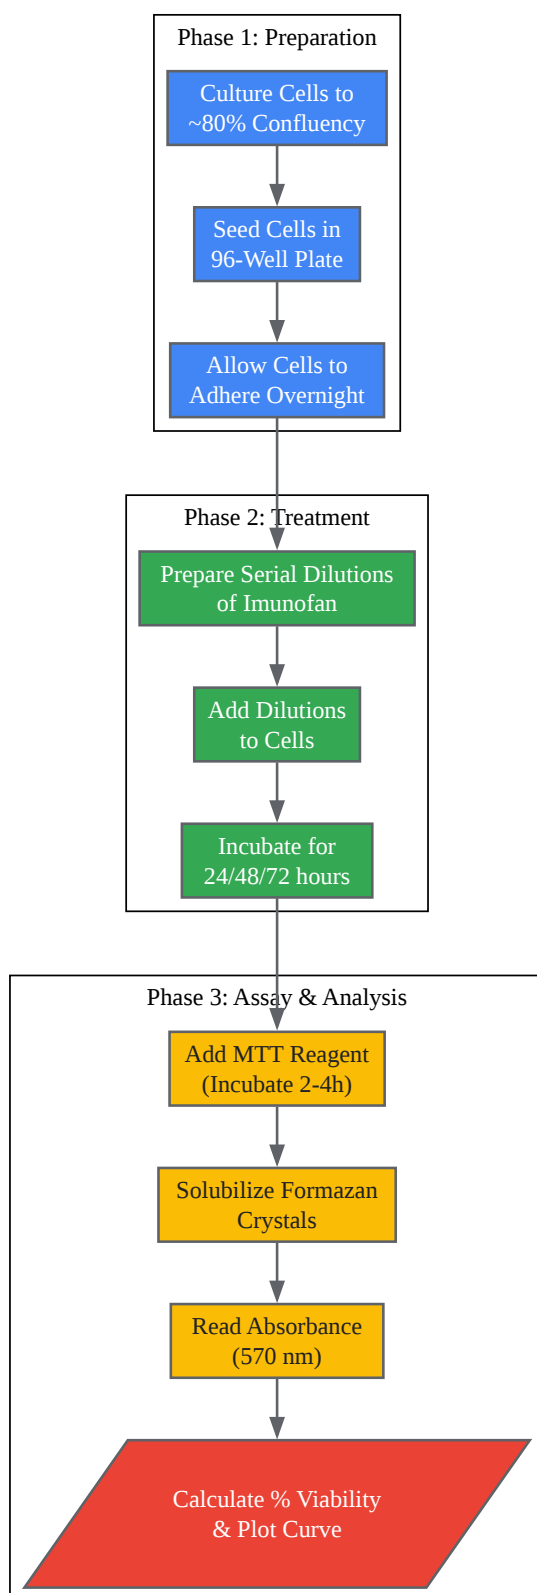 Phase 1: Preparation
Culture Cells to
~80% Confluency
Seed Cells in
96-Well Plate
Allow Cells to
Adhere Overnight
Phase 2: Treatment
Prepare Serial Dilutions
of Imunofan
Add Dilutions
to Cells
Incubate for
24/48/72 hours
Phase 3: Assay & Analysis
Add MTT Reagent
(Incubate 2-4h)
Solubilize Formazan
Crystals
Read Absorbance
(570 nm)
Calculate % Viability
& Plot Curve